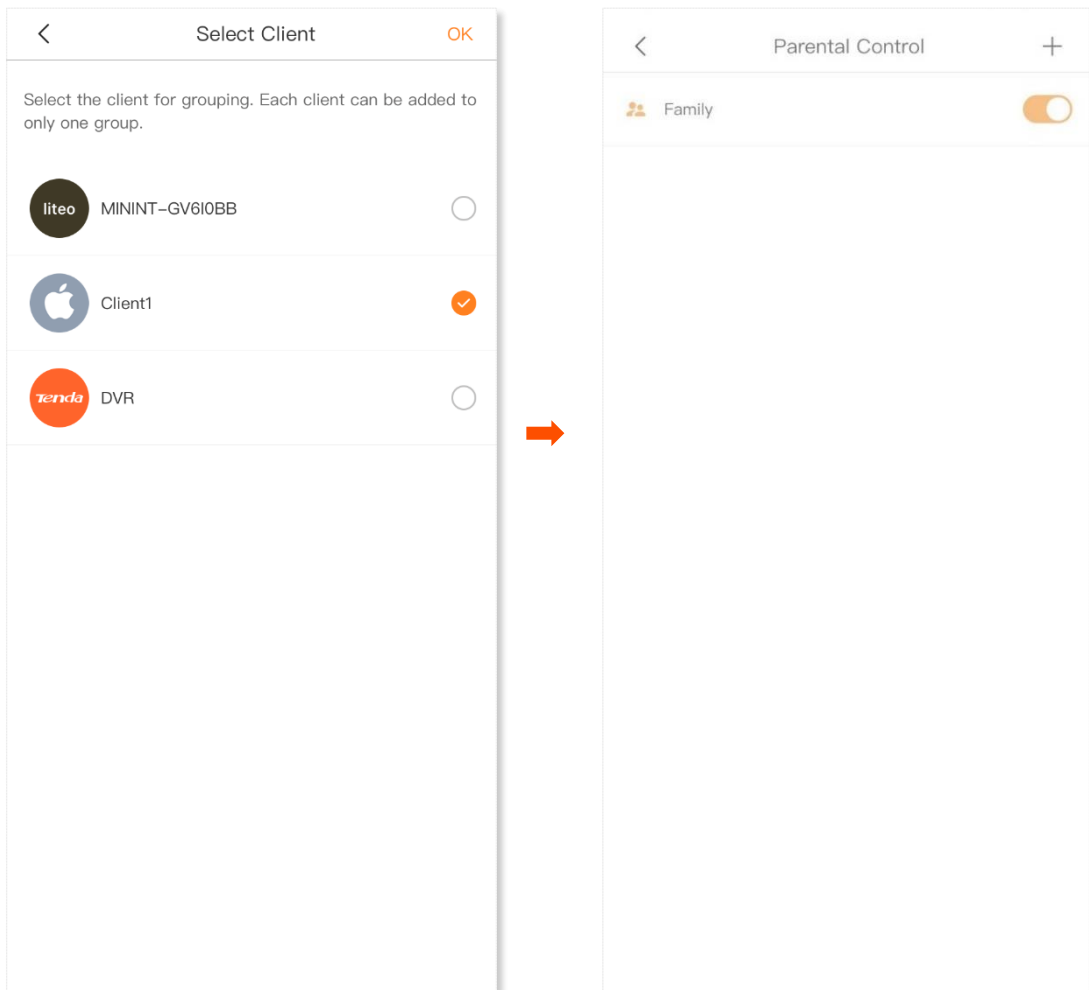 Select Client
OK
Select the client for grouping. Each client can be added to
only one group.
liteo
MININT-GV6I0BB
Client1
Tenda
DVR
Parental Control
Family